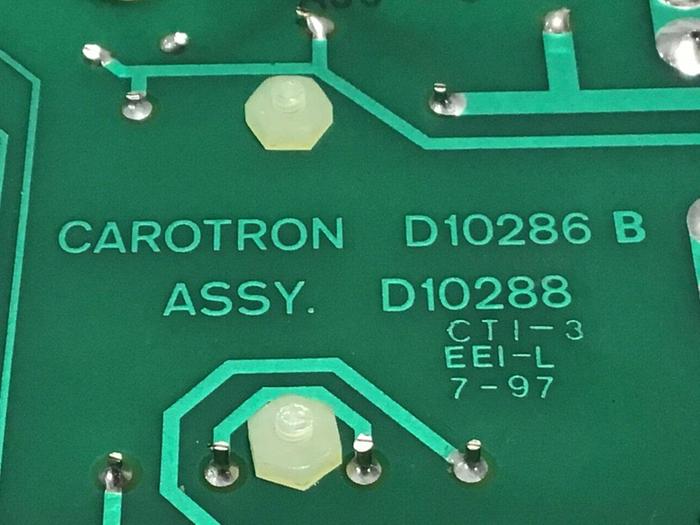 CAROTRON D10286 B
ASSY. D10288
CTI-3
EEI-L
7-97